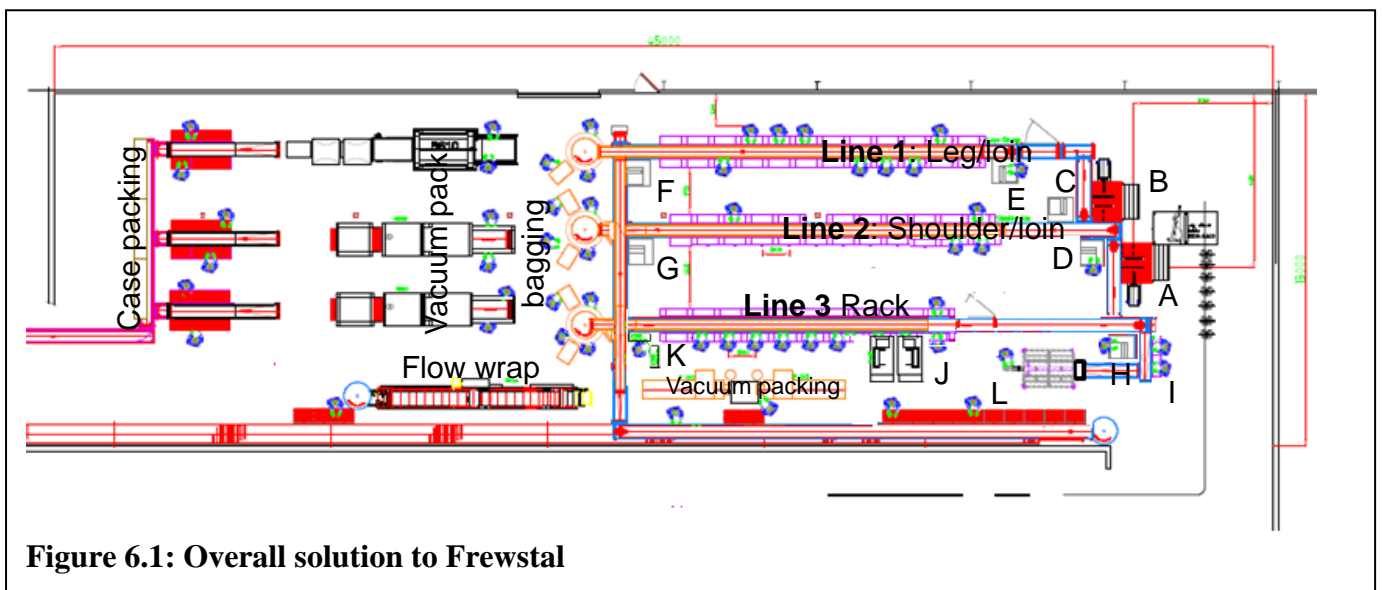 45000
Case packing
Vacuum pack
bagging
Line 1: Leg/loin
Line 2: Shoulder/loin
Line 3 Rack
Flow wrap
Vacuum packing
A
B
C
D
E
F
G
H
I
J
K
L
Figure 6.1: Overall solution to Frewstal